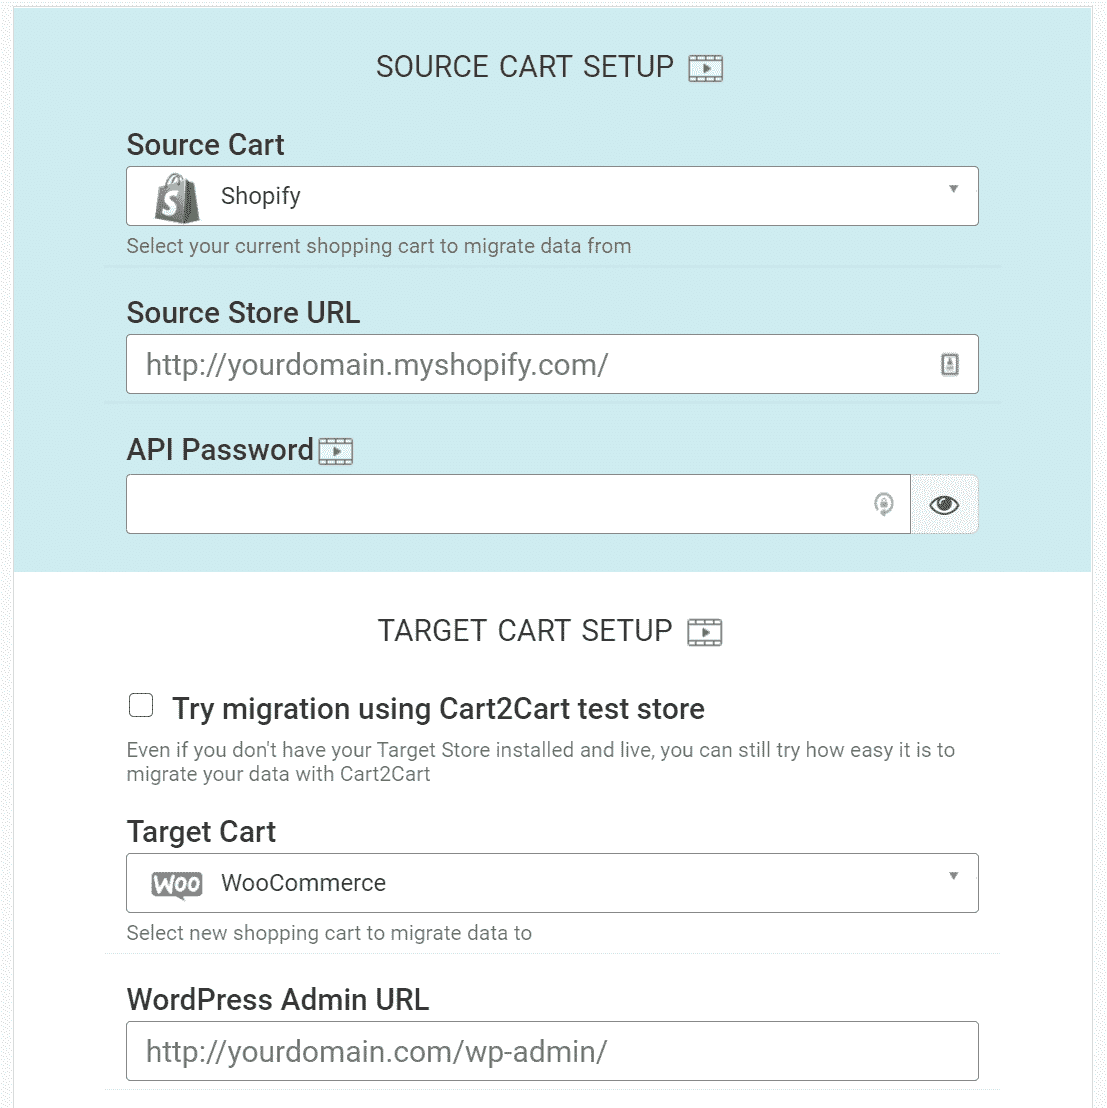 SOURCE CART SETUP
Source Cart
S Shopify
Select your current shopping cart to migrate data from
Source Store URL
http://yourdomain.myshopify.com/
API Password
TARGET CART SETUP
Try migration using Cart2Cart test store
Even if you don't have your Target Store installed and live, you can still try how easy it is to
migrate your data with Cart2Cart
Target Cart
WOO WooCommerce
Select new shopping cart to migrate data to
WordPress Admin URL
http://yourdomain.com/wp-admin/